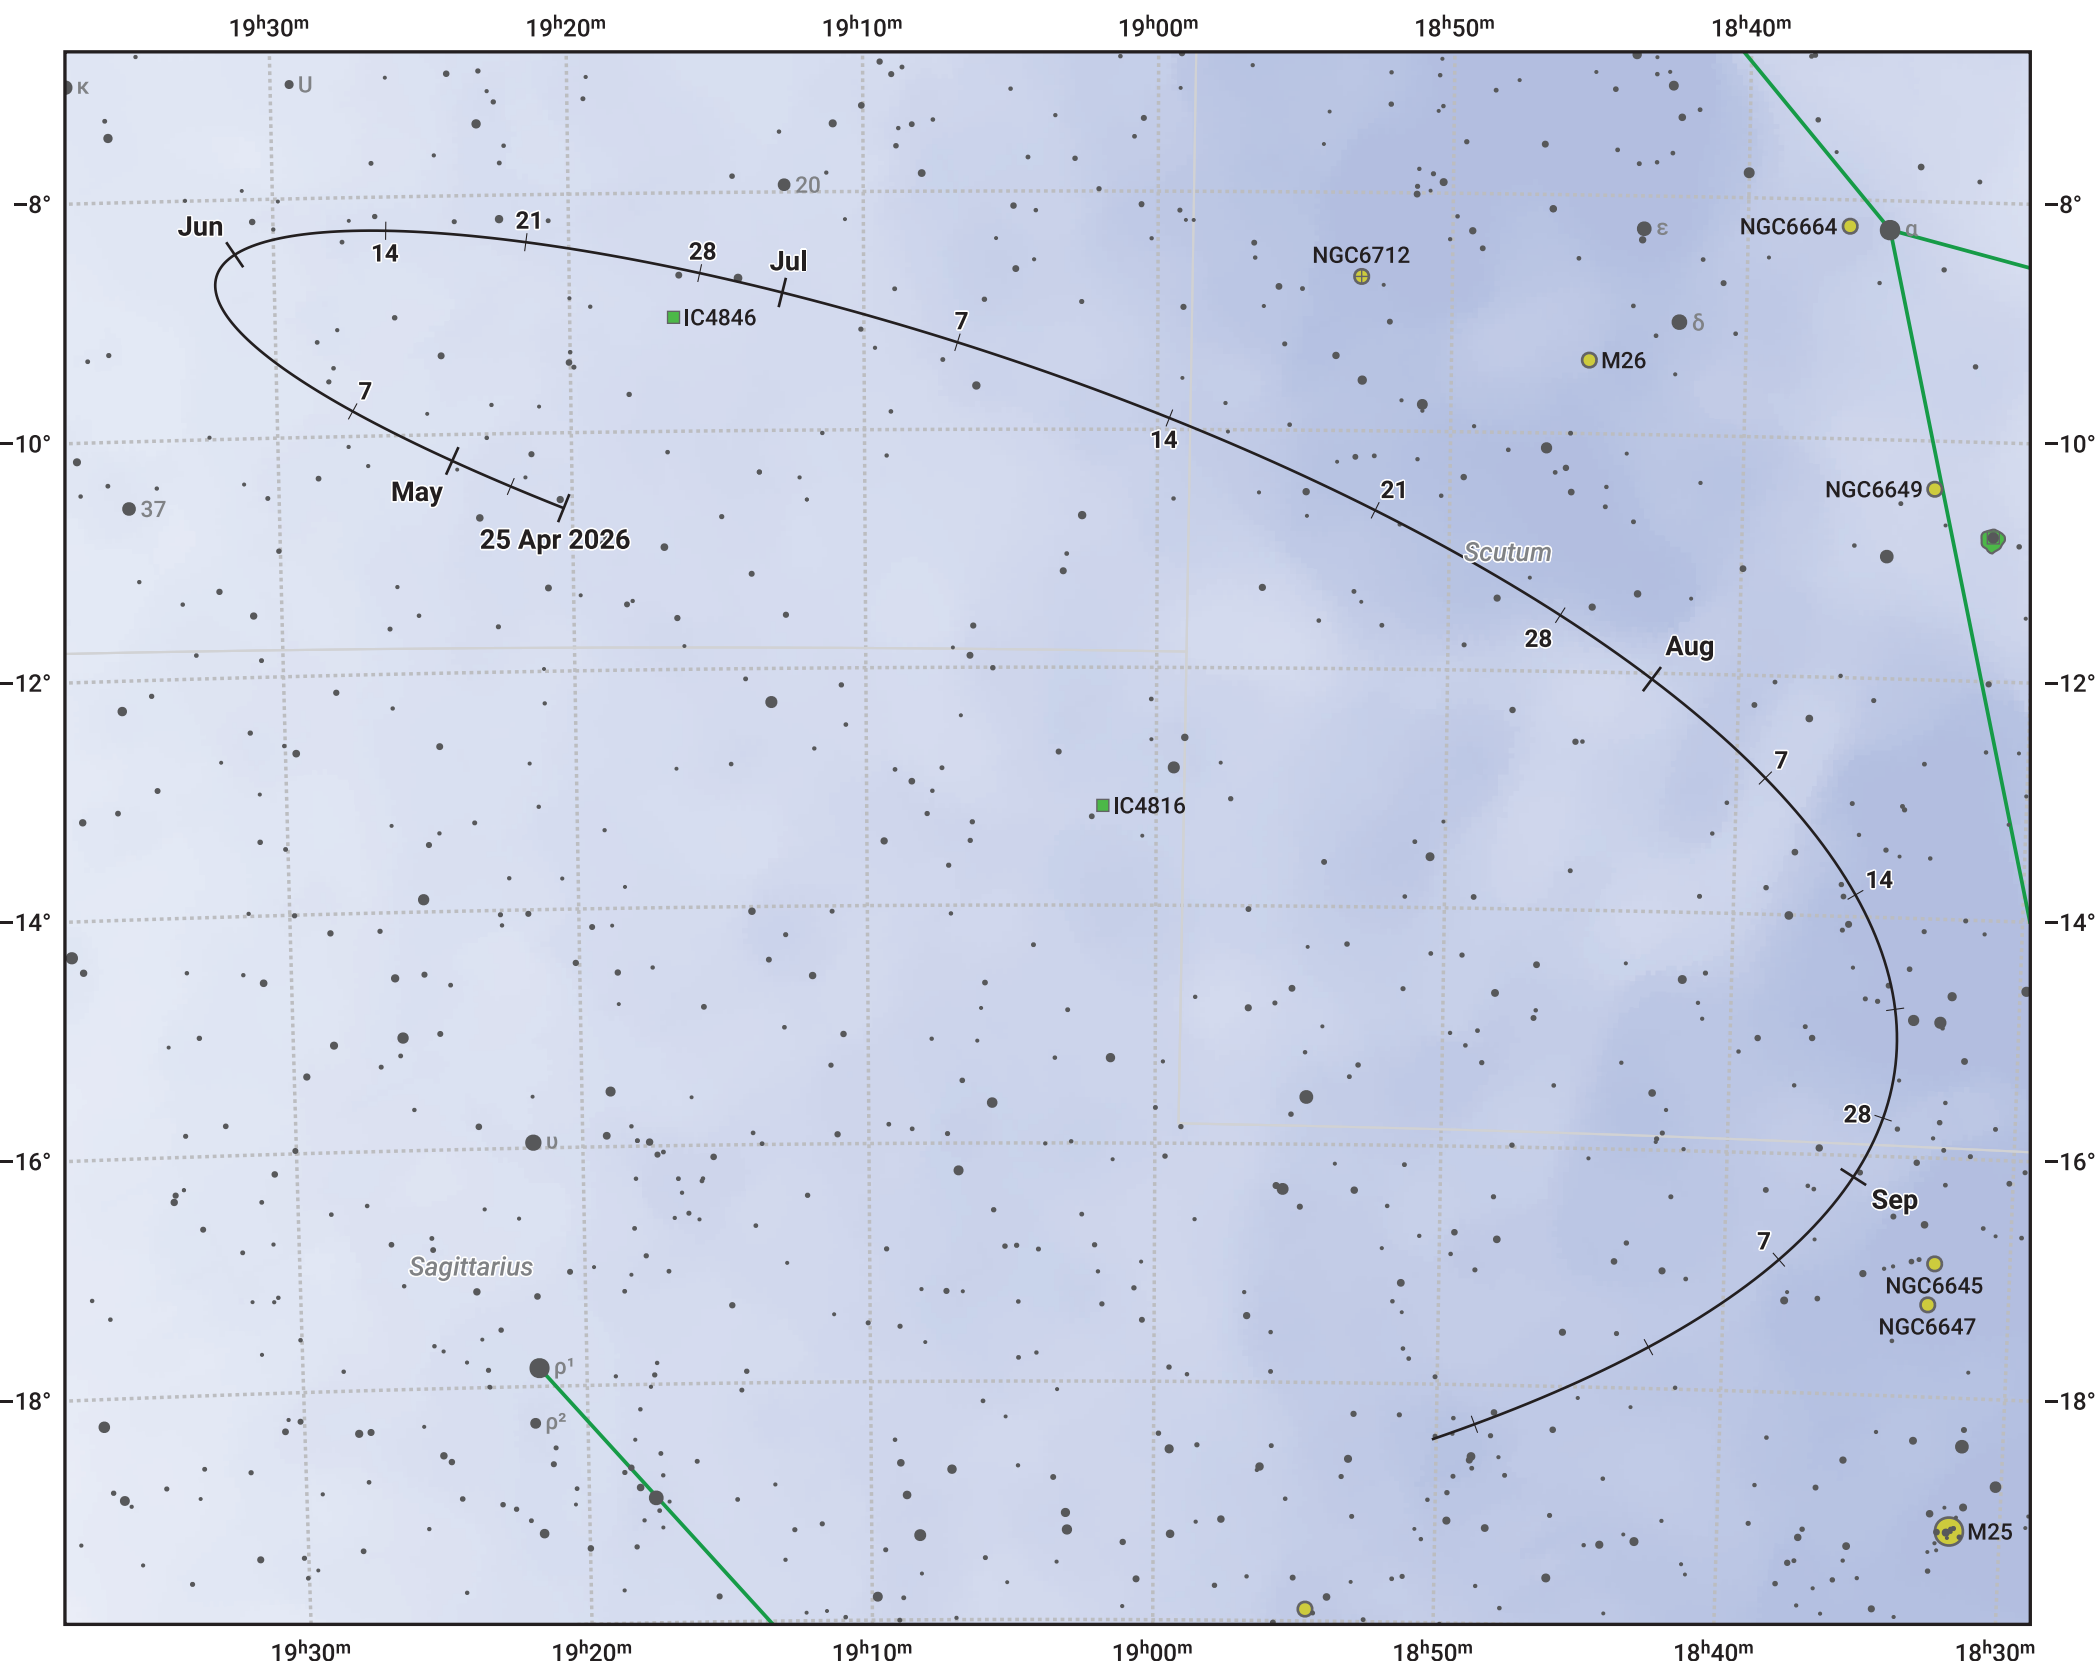 19ʰ30ᵐ 19ʰ20ᵐ 19ʰ10ᵐ 19ʰ00ᵐ 18ʰ50ᵐ 18ʰ40ᵐ
κ
U
20
−8° −8°
Jun
21
14
28
Jul
NGC6712
NGC6664
α
ε
IC4846
7
δ
M26
7
14
−10° −10°
May
37
25 Apr 2026
21
NGC6649
Scutum
28
Aug
−12° −12°
7
IC4816
14
−14° −14°
28
υ
−16° −16°
Sep
7
Sagittarius
NGC6645
NGC6647
ρ¹
−18° −18°
ρ²
M25
19ʰ30ᵐ 19ʰ20ᵐ 19ʰ10ᵐ 19ʰ00ᵐ 18ʰ50ᵐ 18ʰ40ᵐ 18ʰ30ᵐ